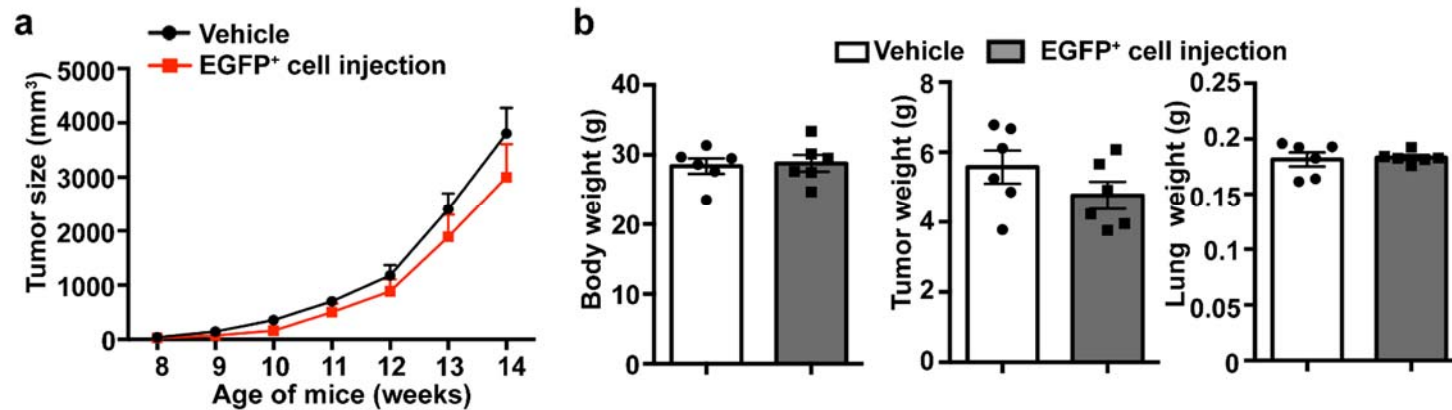 a
Vehicle
EGFP⁺ cell injection
Tumor size (mm³)
5000
4000
3000
2000
1000
0
8 9 10 11 12 13 14
Age of mice (weeks)
b
Vehicle EGFP⁺ cell injection
Body weight (g)
40
30
20
10
0
Tumor weight (g)
8
6
4
2
0
Lung weight (g)
0.25
0.2
0.15
0.1
0.05
0